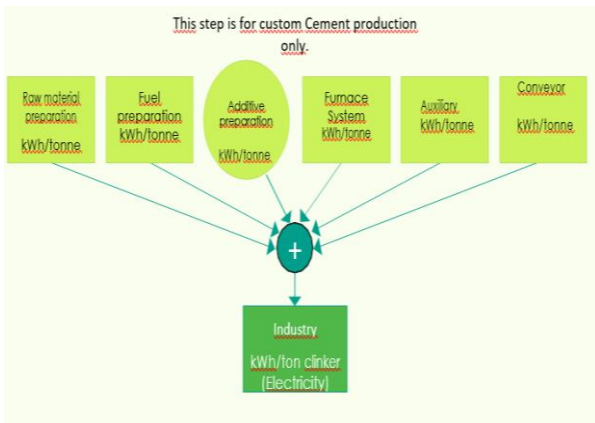 This step is for custom Cement production
only.
Raw material
preparation
kWh/tonne
Fuel
preparation
kWh/tonne
Additive
preparation
kWh/tonne
Furnace
System
kWh/tonne
Auxiliary
kWh/tonne
Conveyor
kWh/tonne
+
Industry
kWh/ton clinker
(Electricity)